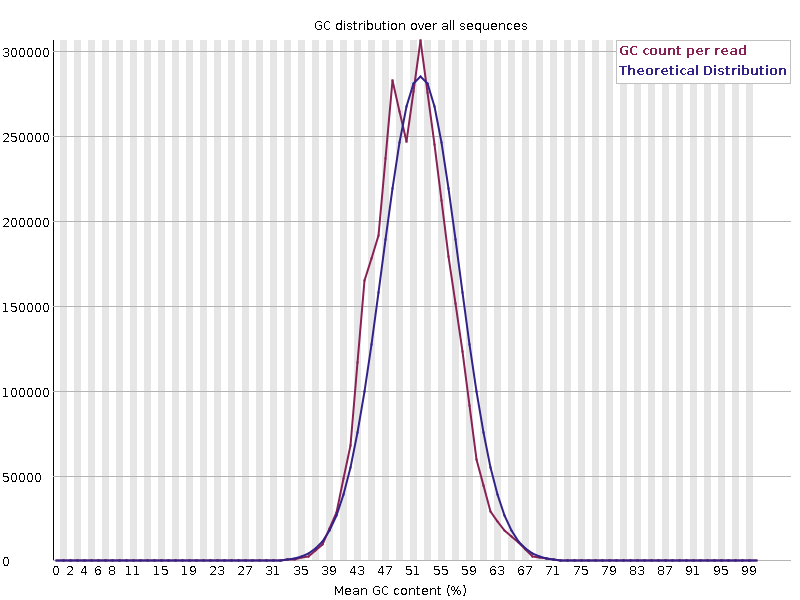 GC distribution over all sequences
GC count per read
Theoretical Distribution
300000
250000
200000
150000
100000
50000
0
0 2 4 6 8 11 15 19 23 27 31 35 39 43 47 51 55 59 63 67 71 75 79 83 87 91 95 99
Mean GC content (%)